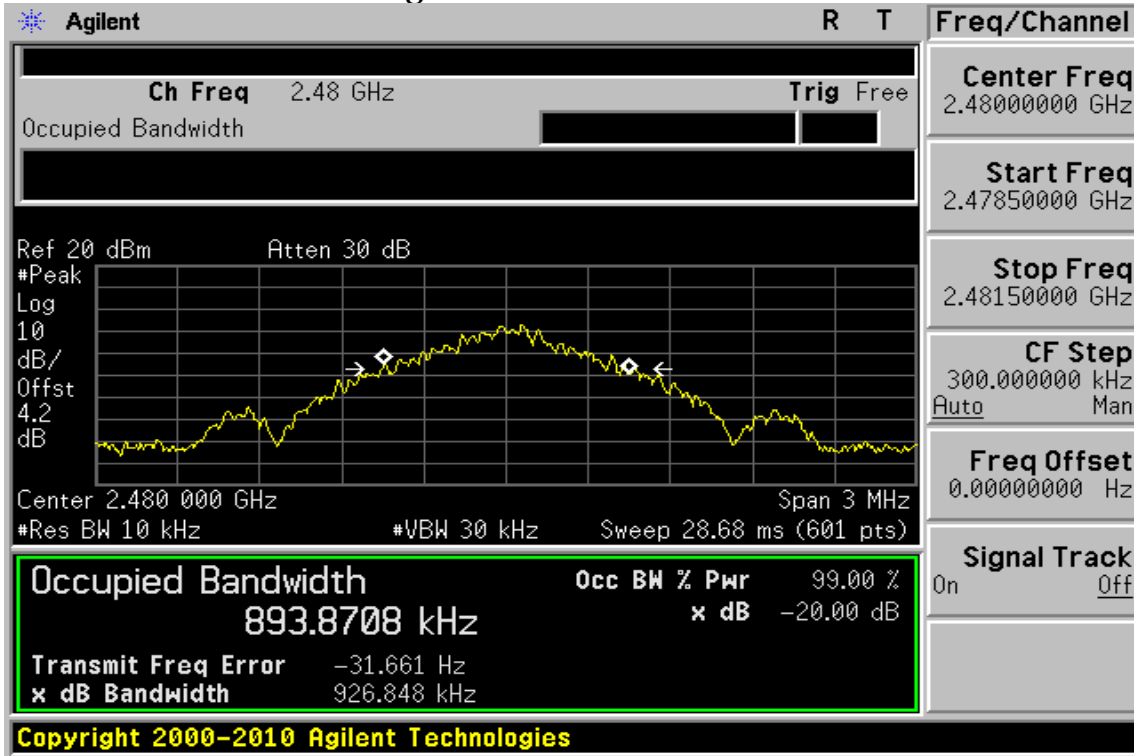 Agilent R T Freq/Channel
Ch Freq 2.48 GHz Trig Free
Occupied Bandwidth
Center Freq
2.48000000 GHz
Start Freq
2.47850000 GHz
Stop Freq
2.48150000 GHz
CF Step
300.000000 kHz
Auto Man
Freq Offset
0.00000000 Hz
Signal Track
On Off
Ref 20 dBm Atten 30 dB
#Peak
Log
10
dB/
Offst
4.2
dB
Center 2.480 000 GHz Span 3 MHz
#Res BW 10 kHz #VBW 30 kHz Sweep 28.68 ms (601 pts)
Occupied Bandwidth Occ BW % Pwr 99.00 %
893.8708 kHz x dB -20.00 dB
Transmit Freq Error -31.661 Hz
x dB Bandwidth 926.848 kHz
Copyright 2000-2010 Agilent Technologies